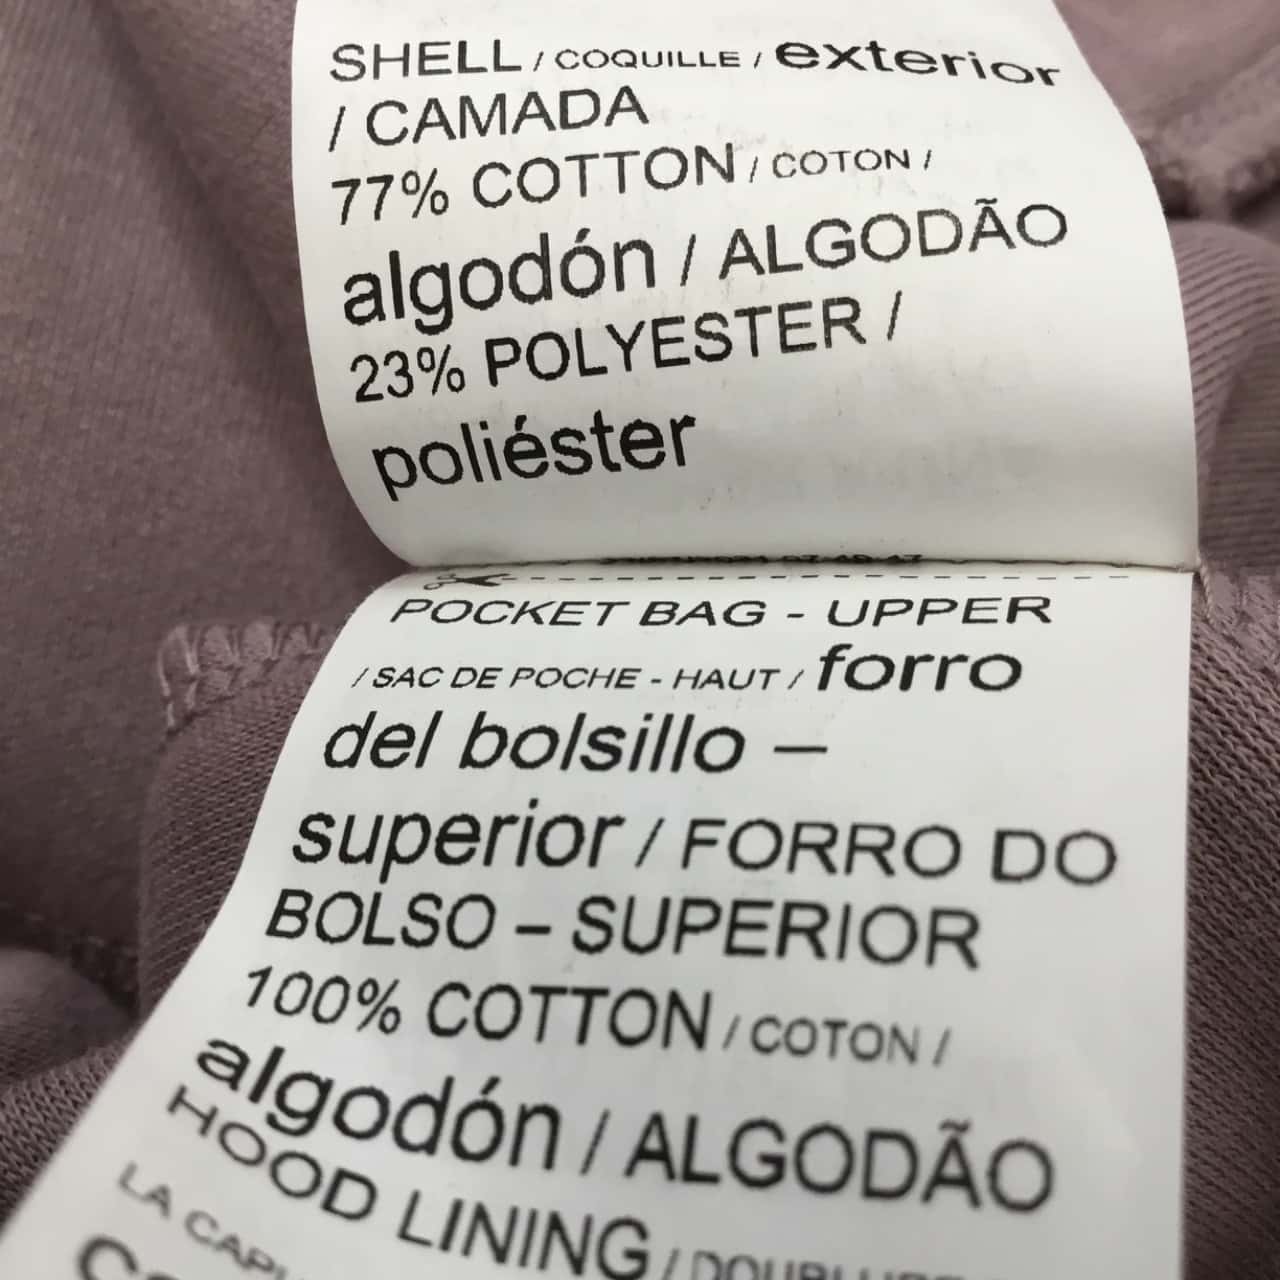 SHELL / COQUILLE / exterior
/ CAMADA
77% COTTON / COTON /
algodón / ALGODÃO
23% POLYESTER /
poliéster
POCKET BAG - UPPER
/ SAC DE POCHE - HAUT / forro
del bolsillo –
superior / FORRO DO
BOLSO – SUPERIOR
100% COTTON / COTON /
algodón / ALGODÃO
HOOD LINING /
LA